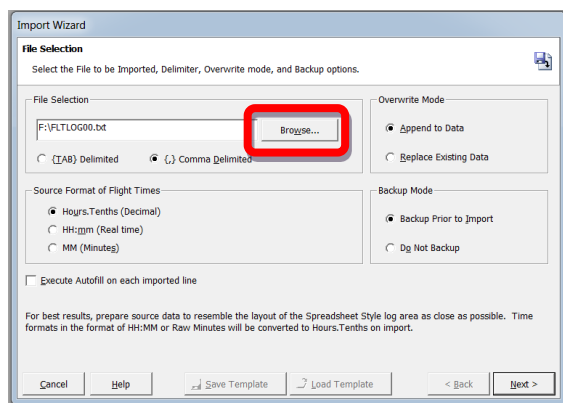 Import Wizard
File Selection
Select the File to be Imported, Delimiter, Overwrite mode, and Backup options.
File Selection
Overwrite Mode
F:\FLTLOG00.txt
Browse...
Append to Data
{TAB} Delimited
{,} Comma Delimited
Replace Existing Data
Source Format of Flight Times
Backup Mode
Hours.Tenths (Decimal)
Backup Prior to Import
HH:mm (Real time)
MM (Minutes)
Do Not Backup
Execute Autofill on each imported line
For best results, prepare source data to resemble the layout of the Spreadsheet Style log area as close as possible. Time
formats in the format of HH:MM or Raw Minutes will be converted to Hours.Tenths on import.
Cancel
Help
Save Template
Load Template
< Back
Next >